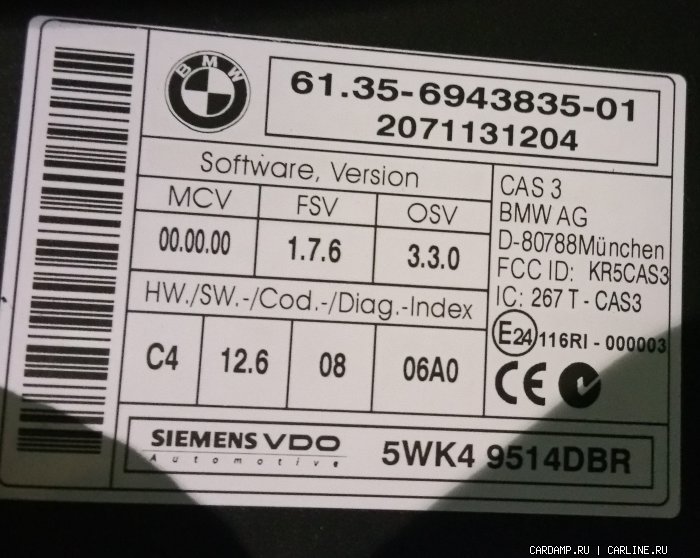 BMW
61.35-6943835-01
2071131204
Software, Version
MCV FSV OSV
00.00.00 1.7.6 3.3.0
HW./SW.-/Cod.-/Diag.-Index
C4 12.6 08 06A0
CAS 3
BMW AG
D-80788München
FCC ID: KR5CAS3
IC: 267 T - CAS3
E24 116RI - 000003
CE
SIEMENS VDO
Automotive
5WK4 9514DBR
CARDAMP.RU | CARLINE.RU